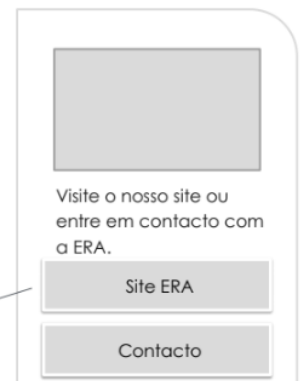 Visite o nosso site ou
entre em contacto com
a ERA.
Site ERA
Contacto